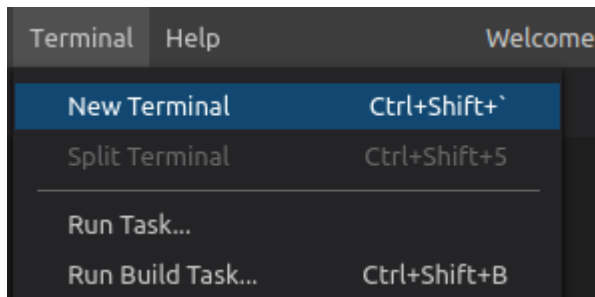 Terminal Help Welcome
New Terminal Ctrl+Shift+`
Split Terminal Ctrl+Shift+5
Run Task...
Run Build Task... Ctrl+Shift+B